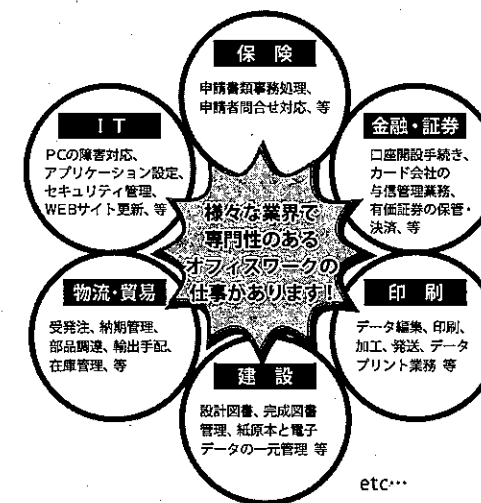 保険
申請書類事務処理、
申請者問合せ対応、等
IT
PCの障害対応、
アプリケーション設定、
セキュリティ管理、
WEBサイト更新、等
金融・証券
口座開設手続き、
カード会社の
与信管理業務、
有価証券の保管・
決済、等
様々な業界で
専門性のある
オフィスワークの
仕事があります!
物流・貿易
受発注、納期管理、
部品調達、輸出手配、
在庫管理、等
印刷
データ編集、印刷、
加工、発送、データ
プリント業務 等
建設
設計図書、完成図書
管理、紙原本と電子
データの一元管理 等
etc…